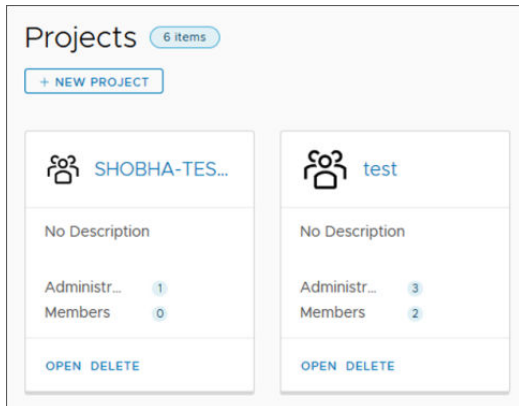 Projects 6 items
+ NEW PROJECT
SHOBHA-TES...
No Description
Administr... 1
Members 0
OPEN DELETE
test
No Description
Administr... 3
Members 2
OPEN DELETE